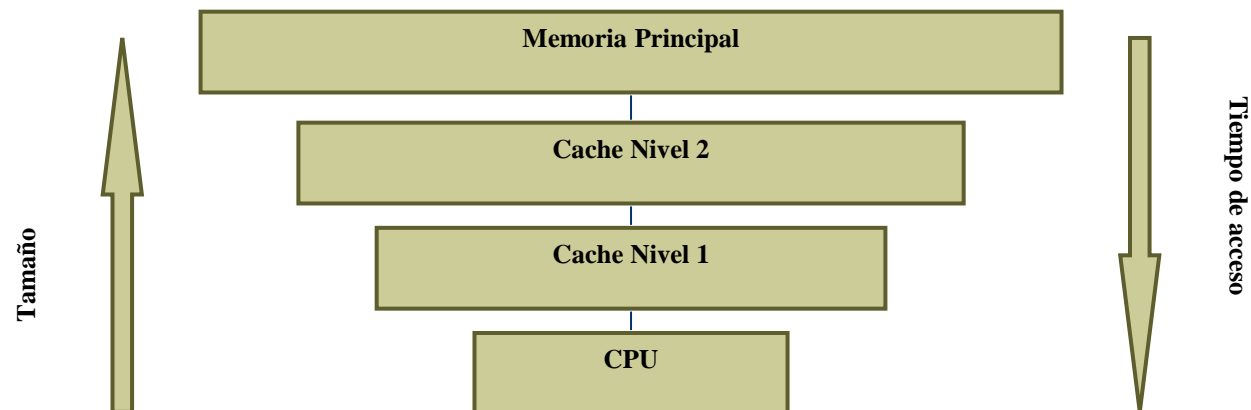 Memoria Principal
Cache Nivel 2
Cache Nivel 1
CPU
Tamaño
Tiempo de acceso